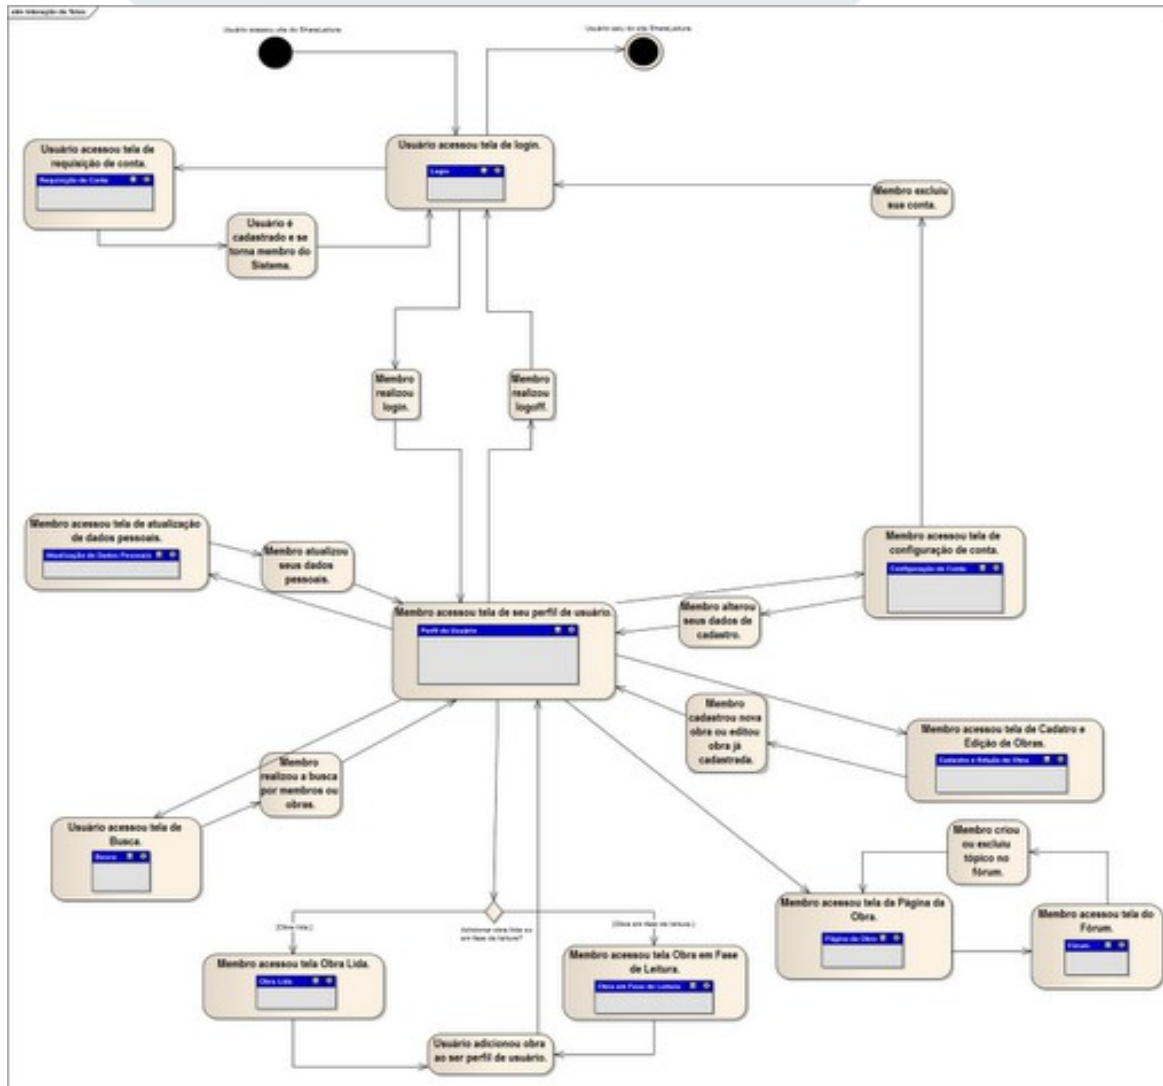 Interação de Telas
Usuário acessou site do ShareLeitura
Usuário saiu do site ShareLeitura
Usuário acessou tela de
requisição de conta.
Requisição de Conta
Usuário acessou tela de login.
Login
Membro excluiu
sua conta.
Usuário é
cadastrado e se
torna membro do
Sistema.
Membro
realizou
login.
Membro
realizou
logoff.
Membro acessou tela de atualização
de dados pessoais.
Atualização de Dados Pessoais
Membro atualizou
seus dados
pessoais.
Membro acessou tela de
configuração de conta.
Configuração de Conta
Membro acessou tela de seu perfil de usuário.
Perfil do Usuário
Membro alterou
seus dados de
cadastro.
Membro
cadastrou nova
obra ou editou
obra já
cadastrada.
Membro acessou tela de Cadatro e
Edição de Obras.
Cadastro e Edição de Obra
Membro
realizou a busca
por membros ou
obras.
Usuário acessou tela de
Busca.
Busca
Membro criou
ou excluiu
tópico no
fórum.
Membro acessou tela da Página da
Obra.
Página da Obra
Membro acessou tela do
Fórum.
Fórum
[Obra lida.]
Adicionar obra lida ou
em fase de leitura?
[Obra em fase de leitura.]
Membro acessou tela Obra Lida.
Obra Lida
Membro acessou tela Obra em Fase
de Leitura.
Obra em Fase de Leitura
Usuário adicionou obra
ao ser perfil de usuário.